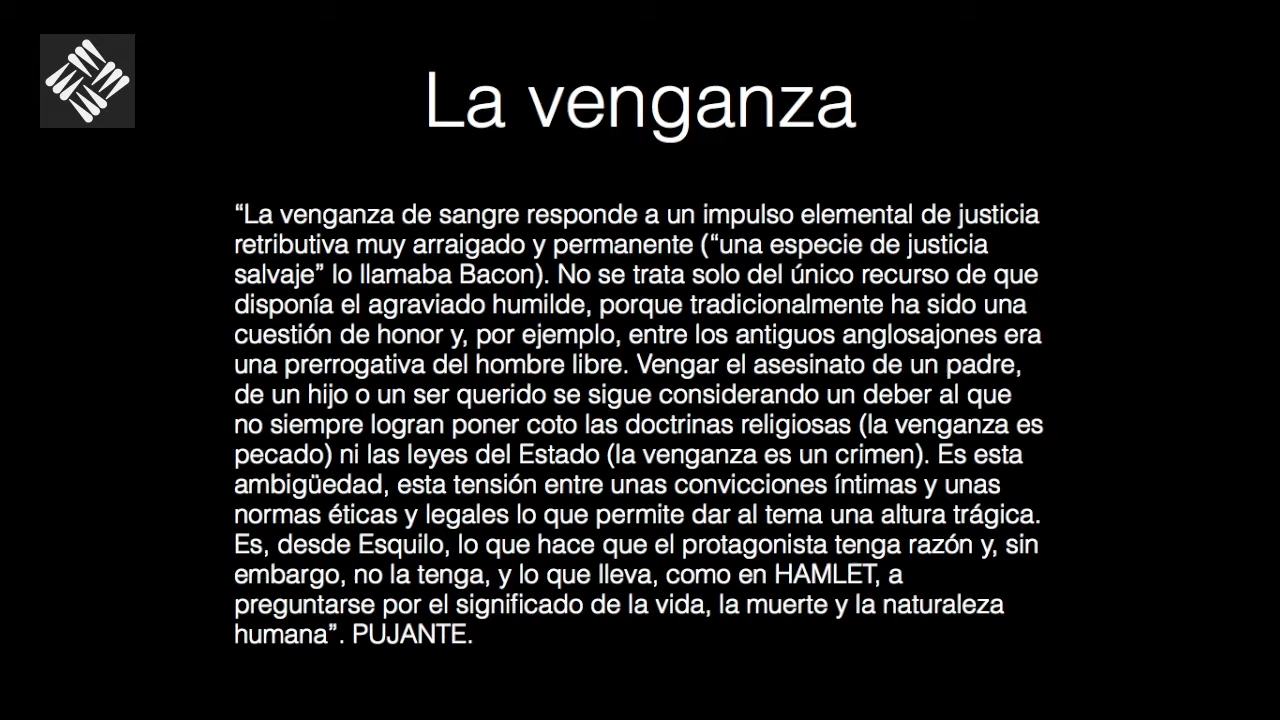 La venganza
“La venganza de sangre responde a un impulso elemental de justicia
retributiva muy arraigado y permanente (“una especie de justicia
salvaje” lo llamaba Bacon). No se trata solo del único recurso de que
disponía el agraviado humilde, porque tradicionalmente ha sido una
cuestión de honor y, por ejemplo, entre los antiguos anglosajones era
una prerrogativa del hombre libre. Vengar el asesinato de un padre,
de un hijo o un ser querido se sigue considerando un deber al que
no siempre logran poner coto las doctrinas religiosas (la venganza es
pecado) ni las leyes del Estado (la venganza es un crimen). Es esta
ambigüedad, esta tensión entre unas convicciones íntimas y unas
normas éticas y legales lo que permite dar al tema una altura trágica.
Es, desde Esquilo, lo que hace que el protagonista tenga razón y, sin
embargo, no la tenga, y lo que lleva, como en HAMLET, a
preguntarse por el significado de la vida, la muerte y la naturaleza
humana”. PUJANTE.